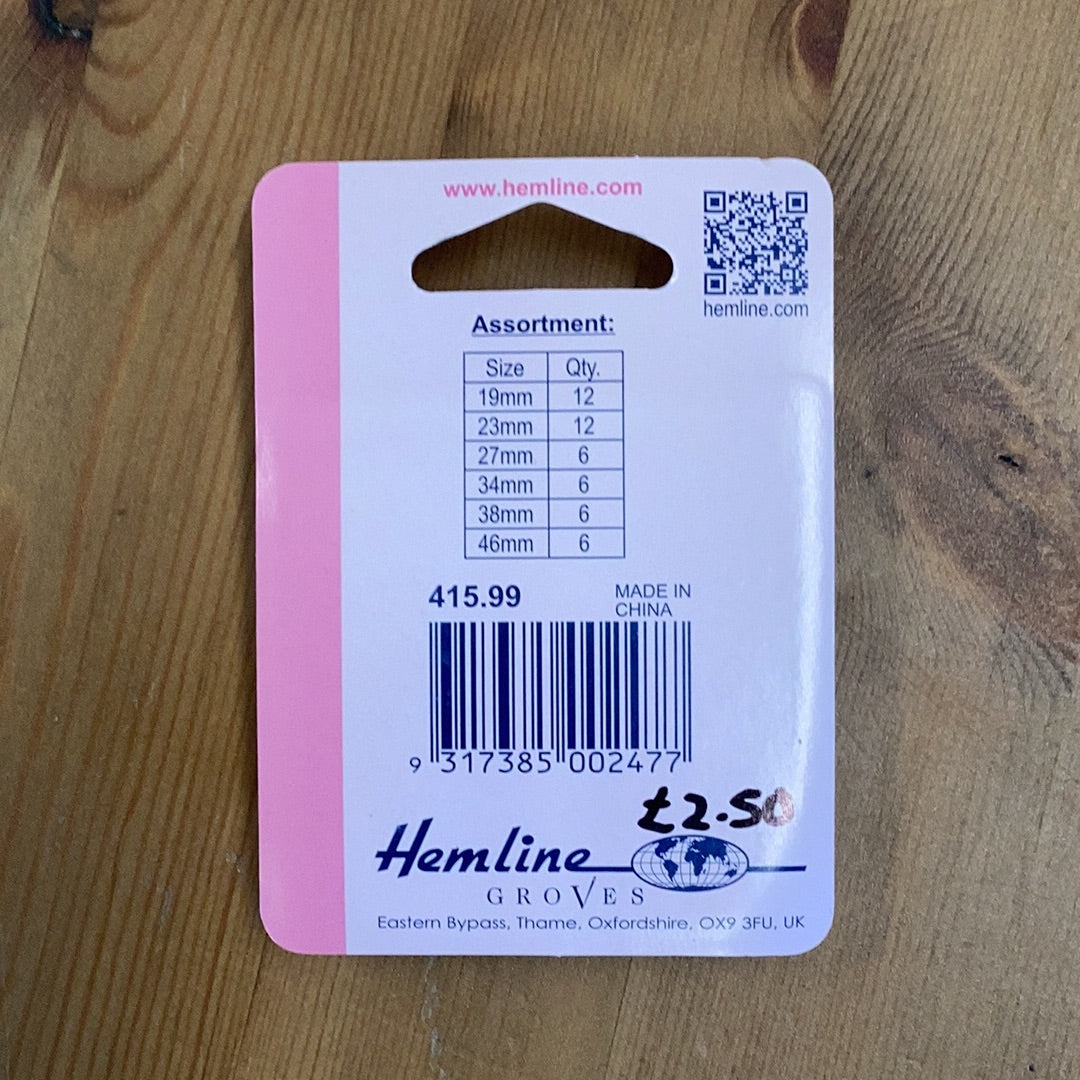 www.hemline.com
hemline.com
Assortment:
Size Qty.
19mm 12
23mm 12
27mm 6
34mm 6
38mm 6
46mm 6
415.99 MADE IN
CHINA
9 317385 002477
£2.50
Hemline
GROVES
Eastern Bypass, Thame, Oxfordshire, OX9 3FU, UK